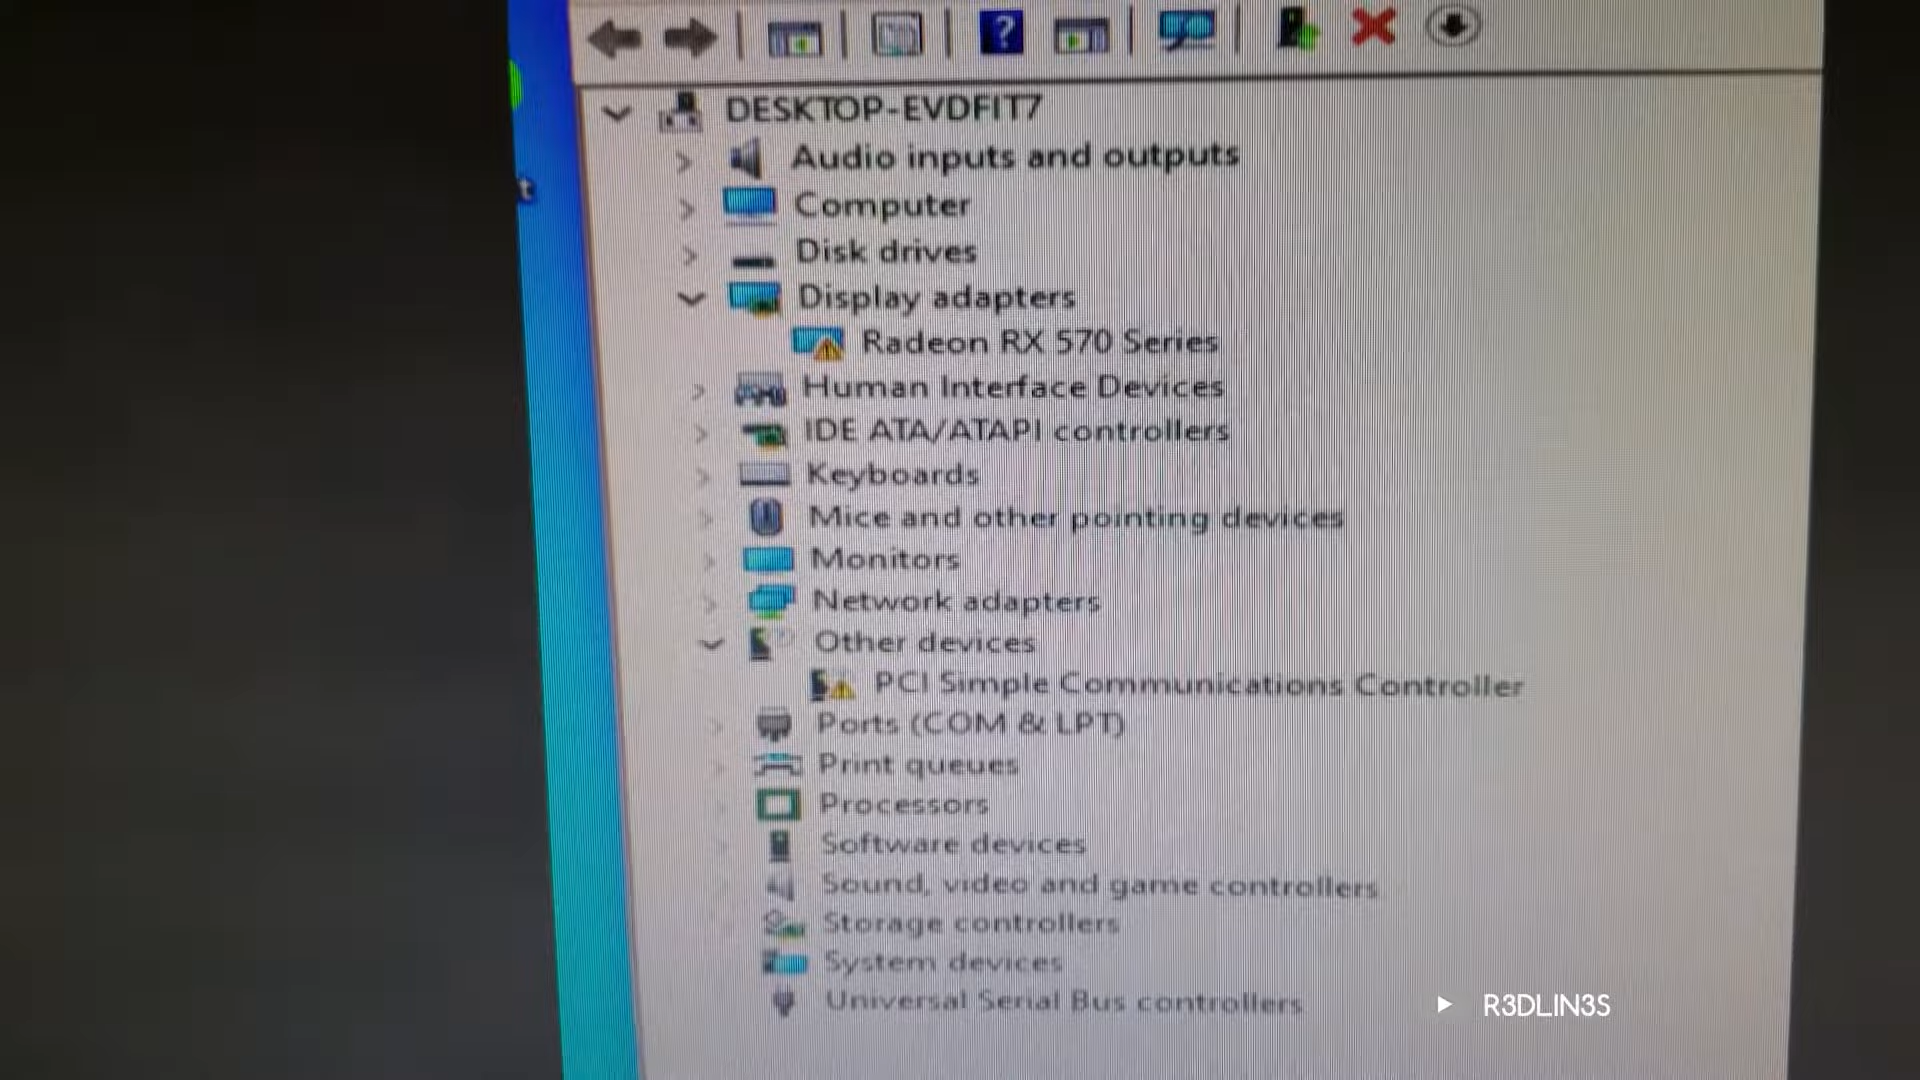 t
DESKTOP-EVDFIT7
Audio inputs and outputs
Computer
Disk drives
Display adapters
Radeon RX 570 Series
Human Interface Devices
IDE ATA/ATAPI controllers
Keyboards
Mice and other pointing devices
Monitors
Network adapters
Other devices
PCI Simple Communications Controller
Ports (COM & LPT)
Print queues
Processors
Software devices
Sound, video and game controllers
Storage controllers
System devices
Universal Serial Bus controllers
R3DLIN3S